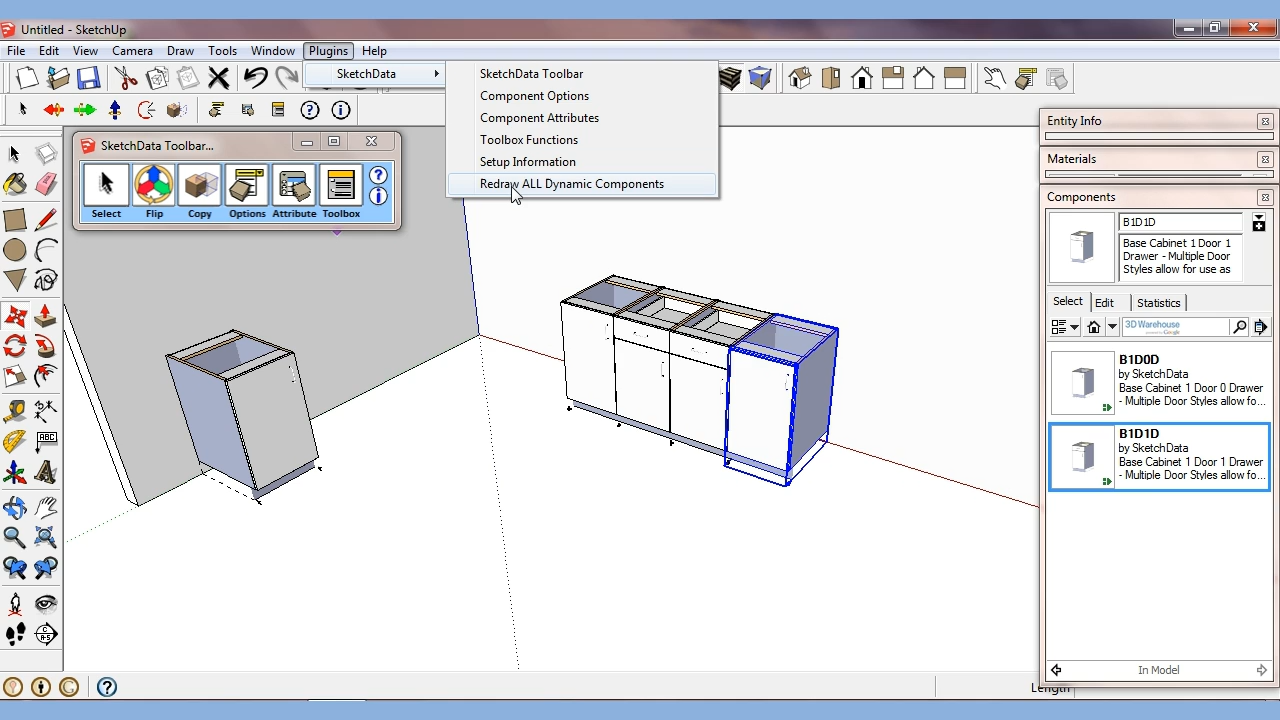 Untitled - SketchUp
File Edit View Camera Draw Tools Window Plugins Help
SketchData
SketchData Toolbar
Component Options
Component Attributes
Toolbox Functions
Setup Information
Redraw ALL Dynamic Components
SketchData Toolbar...
Select Flip Copy Options Attribute Toolbox
ABC
Entity Info
Materials
Components
B1D1D
Base Cabinet 1 Door 1
Drawer - Multiple Door
Styles allow for use as
Select Edit Statistics
3D Warehouse
B1D0D
by SketchData
Base Cabinet 1 Door 0 Drawer
- Multiple Door Styles allow fo...
B1D1D
by SketchData
Base Cabinet 1 Door 1 Drawer
- Multiple Door Styles allow fo...
In Model
Length